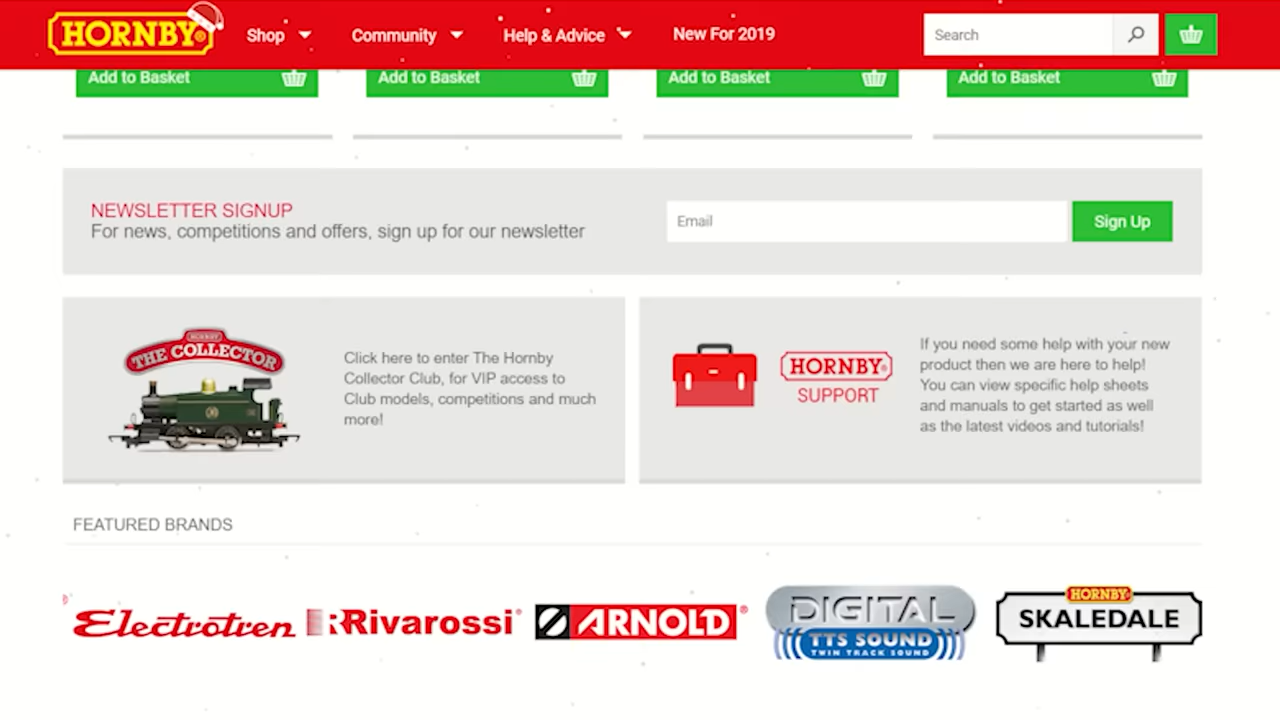 HORNBY®
Shop
Community
Help & Advice
New For 2019
Search
Add to Basket
Add to Basket
Add to Basket
Add to Basket
NEWSLETTER SIGNUP
For news, competitions and offers, sign up for our newsletter
Email
Sign Up
HORNBY
THE COLLECTOR
Click here to enter The Hornby
Collector Club, for VIP access to
Club models, competitions and much
more!
HORNBY®
SUPPORT
If you need some help with your new
product then we are here to help!
You can view specific help sheets
and manuals to get started as well
as the latest videos and tutorials!
FEATURED BRANDS
® Electrotren
Rivarossi®
ARNOLD®
DIGITAL
TTS SOUND
TWIN TRACK SOUND
HORNBY®
SKALEDALE